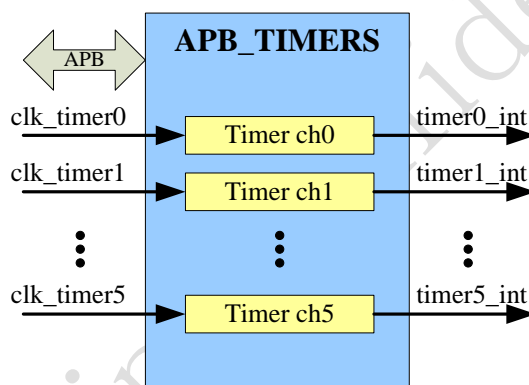 APB_TIMERS
APB
clk_timer0 Timer ch0 timer0_int
clk_timer1 Timer ch1 timer1_int
clk_timer5 Timer ch5 timer5_int